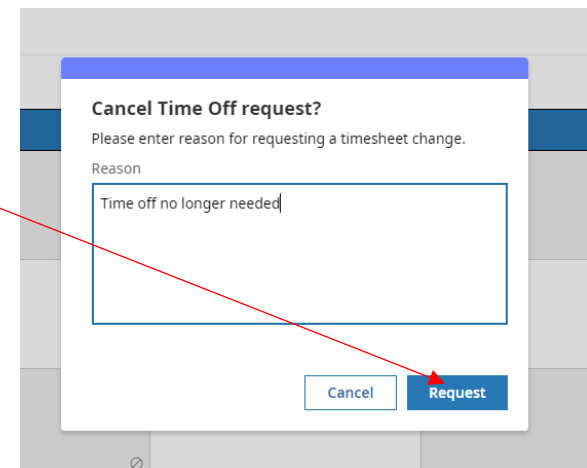 Cancel Time Off request?
Please enter reason for requesting a timesheet change.
Reason
Time off no longer needed
Cancel
Request